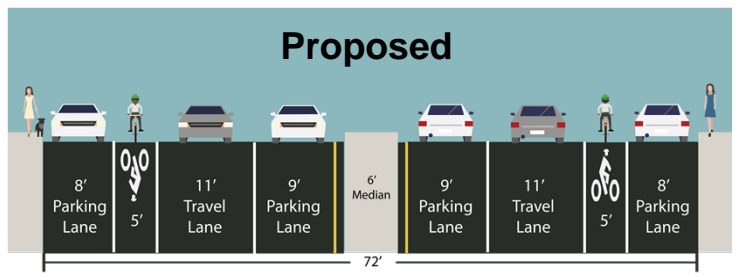 Proposed
8’
Parking
Lane
5’
11’
Travel
Lane
9’
Parking
Lane
6’
Median
9’
Parking
Lane
11’
Travel
Lane
5’
8’
Parking
Lane
72’